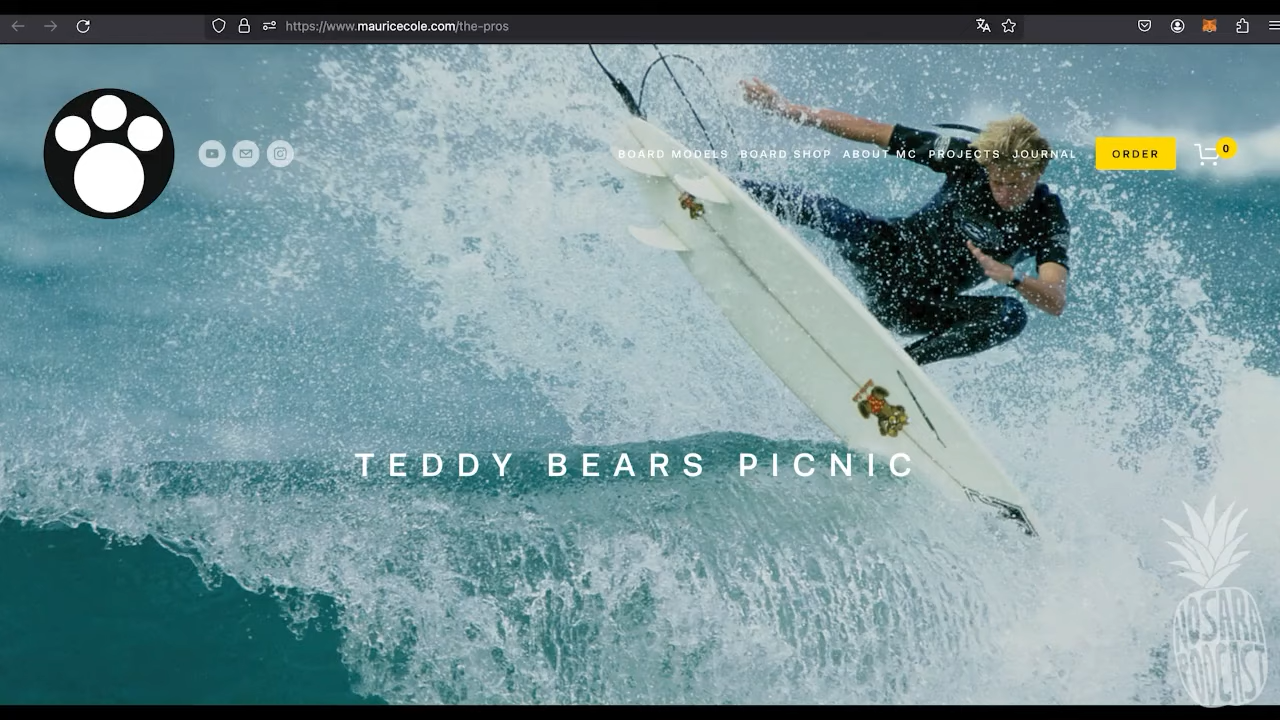 https://www.mauricecole.com/the-pros
BOARD MODELS BOARD SHOP ABOUT MC PROJECTS JOURNAL ORDER 0
TEDDY BEARS PICNIC
NOSARA
PODCAST